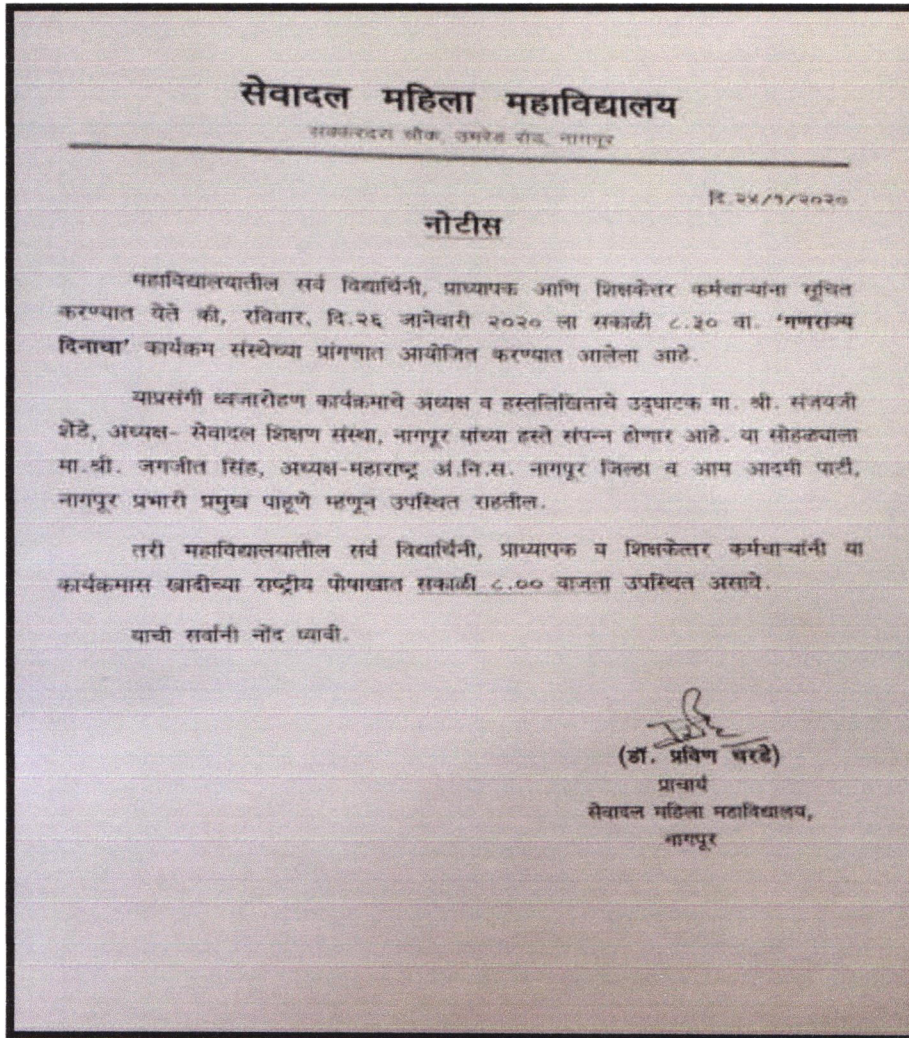 सेवादल महिला महाविद्यालय
सक्करदरा चौक, उमरेड रोड, नागपूर
दि.२४/१/२०२०
नोटीस
महाविद्यालयातील सर्व विद्यार्थिनी, प्राध्यापक आणि शिक्षकेत्तर कर्मचाऱ्यांना सूचित
करण्यात येते की, रविवार, दि.२६ जानेवारी २०२० ला सकाळी ८.३० वा. 'गणराज्य
दिनाचा' कार्यक्रम संस्थेच्या प्रांगणात आयोजित करण्यात आलेला आहे.
याप्रसंगी ध्वजारोहण कार्यक्रमाचे अध्यक्ष व हस्तलिखिताचे उद्‌घाटक मा. श्री. संजयजी
शेंडे, अध्यक्ष- सेवादल शिक्षण संस्था, नागपूर यांच्या हस्ते संपन्न होणार आहे. या सोहळ्याला
मा.श्री. जगजीत सिंह, अध्यक्ष-महाराष्ट्र अं.नि.स. नागपूर जिल्हा व आम आदमी पार्टी,
नागपूर प्रभारी प्रमुख पाहूणे म्हणून उपस्थित राहतील.
तरी महाविद्यालयातील सर्व विद्यार्थिनी, प्राध्यापक व शिक्षकेत्तर कर्मचाऱ्यांनी या
कार्यक्रमास खादीच्या राष्ट्रीय पोषाखात सकाळी ८.०० वाजता उपस्थित असावे.
याची सर्वांनी नोंद घ्यावी.
(डॉ. प्रविण चरडे)
प्राचार्य
सेवादल महिला महाविद्यालय,
नागपूर